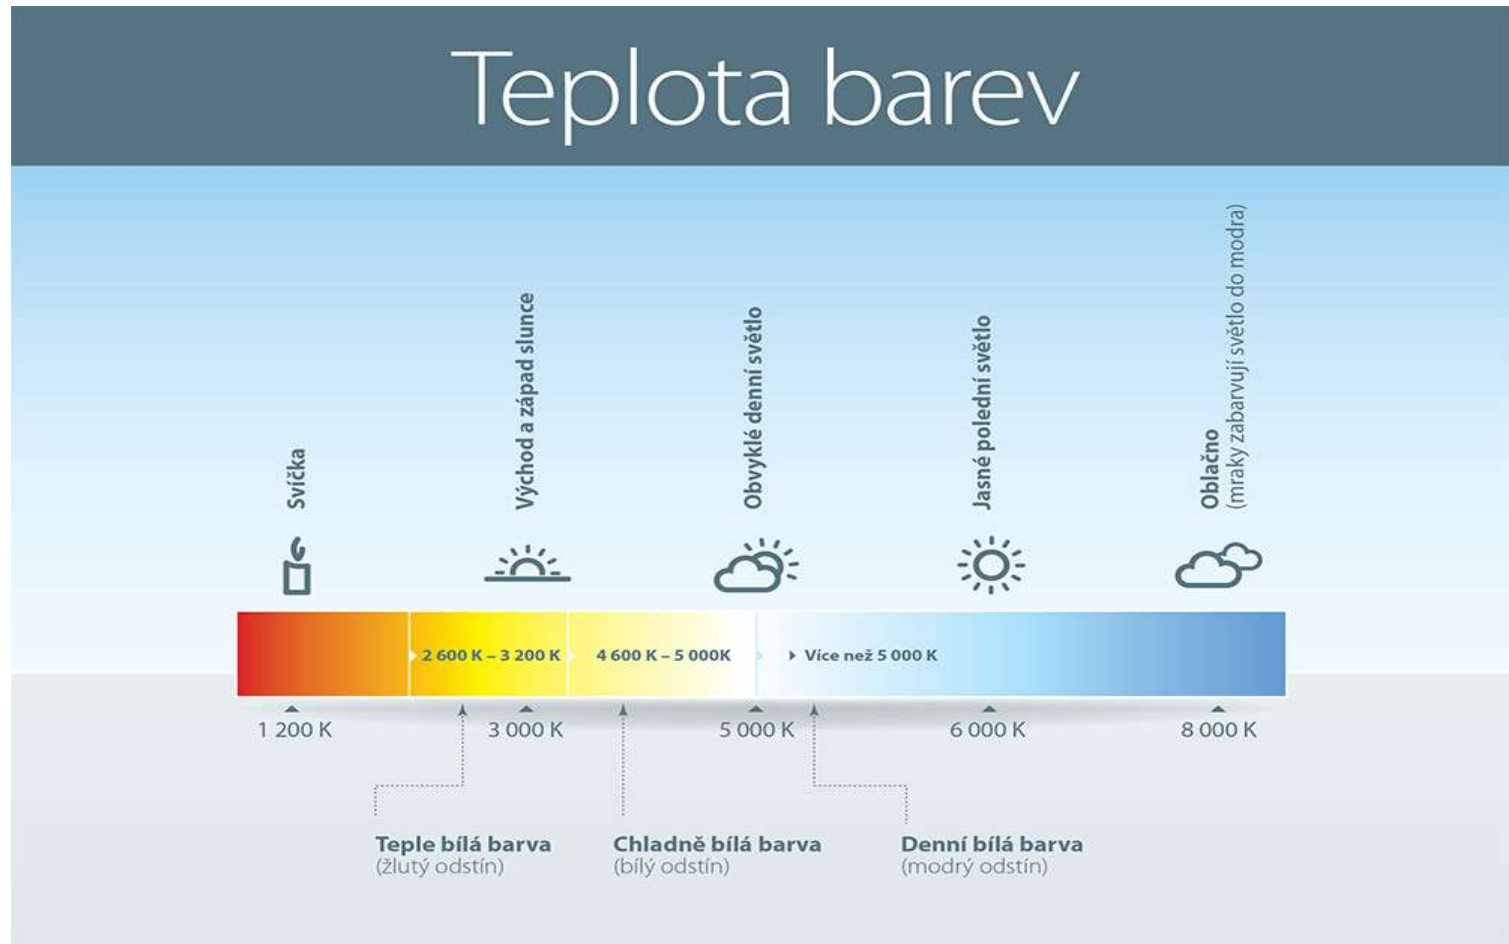 Teplota barev
Svíčka
Východ a západ slunce
Obvyklé denní světlo
Jasné polední světlo
Oblačno
(mraky zabarvují světlo do modra)
2 600 K – 3 200 K
4 600 K – 5 000K
Více než 5 000 K
1 200 K
3 000 K
5 000 K
6 000 K
8 000 K
Teple bílá barva
(žlutý odstín)
Chladně bílá barva
(bílý odstín)
Denní bílá barva
(modrý odstín)